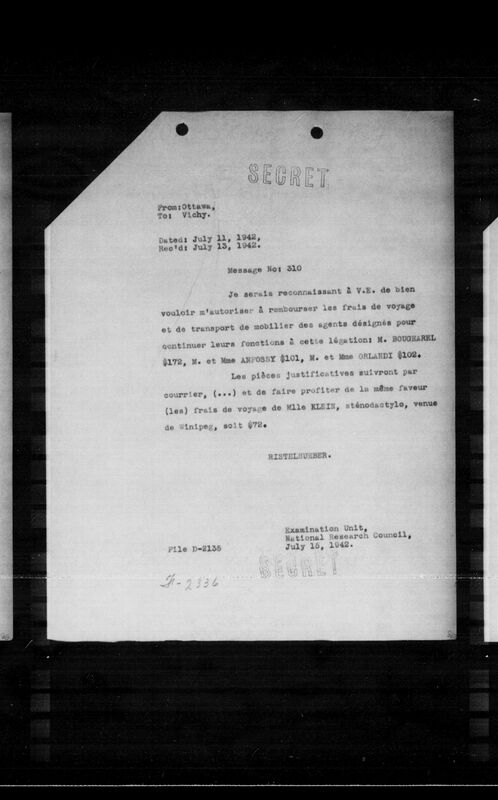 SECRET
From:Ottawa,
To: Vichy.
Dated: July 11, 1942,
Rec'd: July 13, 1942.
Message No: 310
Je serais reconnaissant à V.E. de bien
vouloir m'autoriser à rembourser les frais de voyage
et de transport de mobilier des agents désignés pour
continuer leurs fonctions à cette légation: M. BOUGHAREL
$172, M. et Mme ANFOSSY $101, M. et Mme ORLANDI $102.
Les pièces justificatives suivront par
courrier, (...) et de faire profiter de la même faveur
(les) frais de voyage de Mlle KLEIN, sténodactylo, venue
de Winipeg, soit $72.
RISTELHUEBER.
Examination Unit,
National Research Council,
July 15, 1942.
File D-2135
SECRET
F-2336